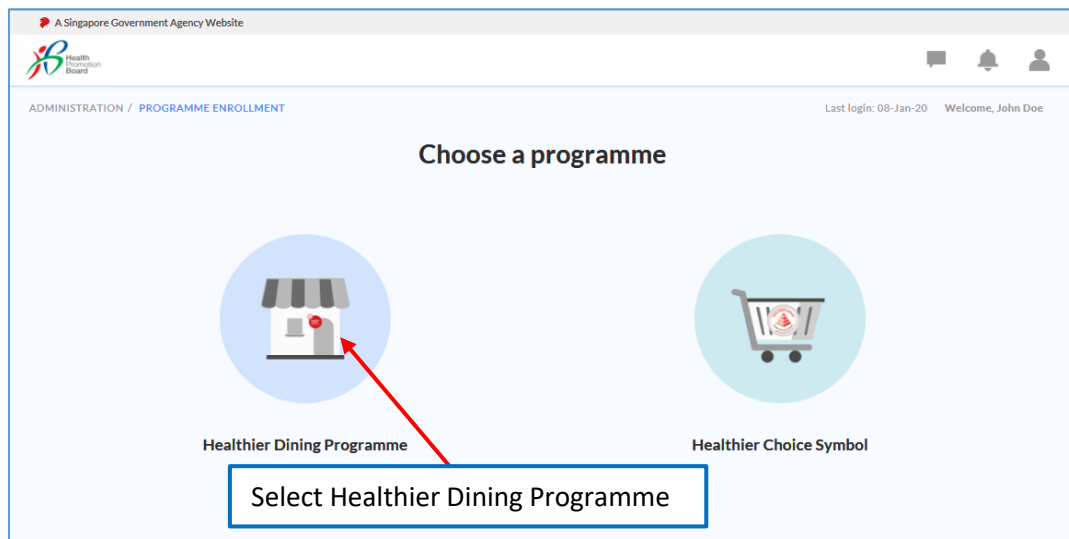 A Singapore Government Agency Website
Health
Promotion
Board
ADMINISTRATION / PROGRAMME ENROLLMENT
Last login: 08-Jan-20 Welcome, John Doe
Choose a programme
Healthier Dining Programme
Healthier Choice Symbol
Select Healthier Dining Programme